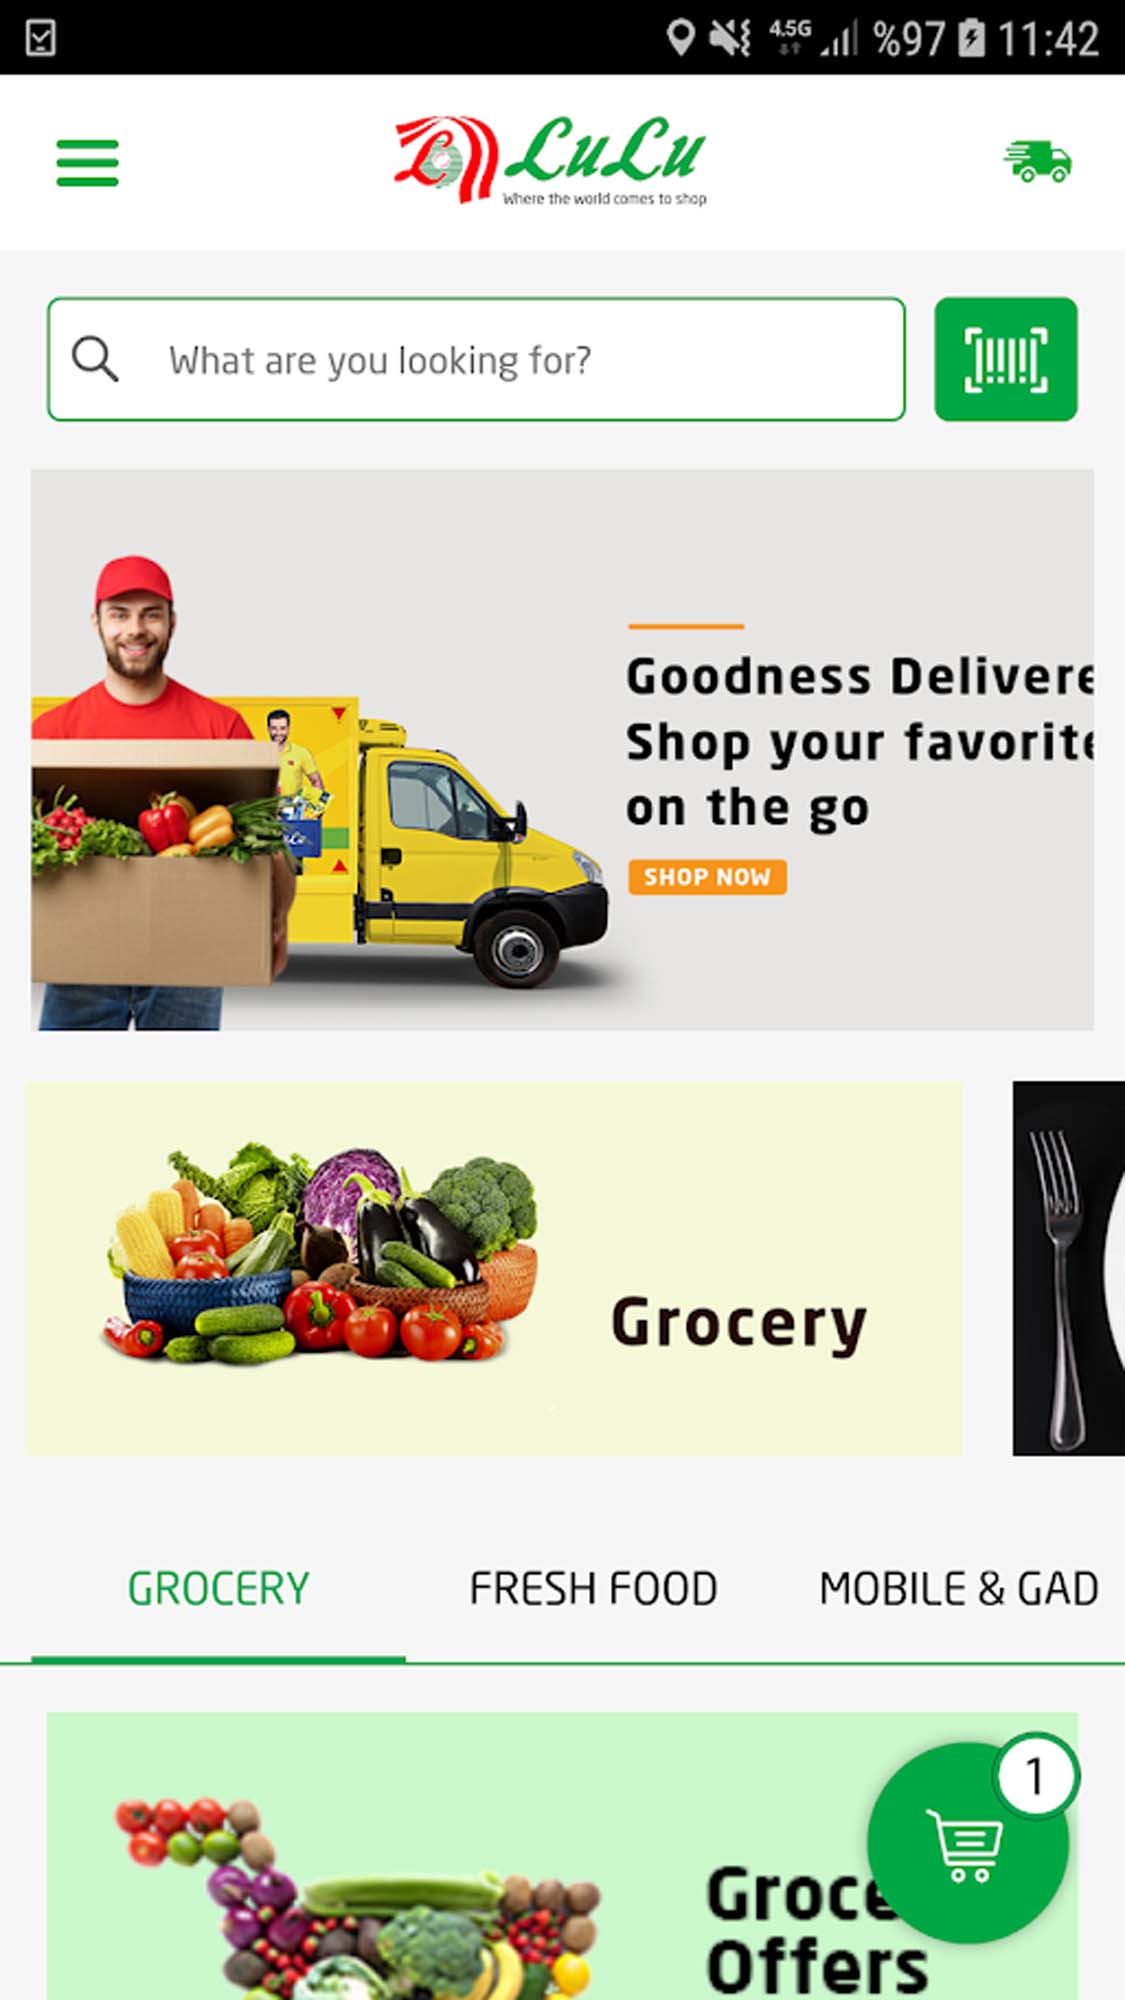 4.5G %97 11:42
LuLu
Where the world comes to shop
What are you looking for?
Goodness Delivere
Shop your favorite
on the go
SHOP NOW
Grocery
GROCERY FRESH FOOD MOBILE & GAD
1
Groce
Offers